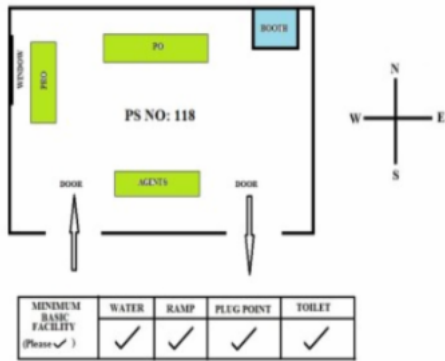 BOOTH
PO
WINDOW
PRO
N
PS NO: 118
W
E
S
DOOR
AGENTS
DOOR
MINIMUM BASIC FACILITY (Please ✓ )
WATER
RAMP
PLUG POINT
TOILET
✓ ✓ ✓ ✓